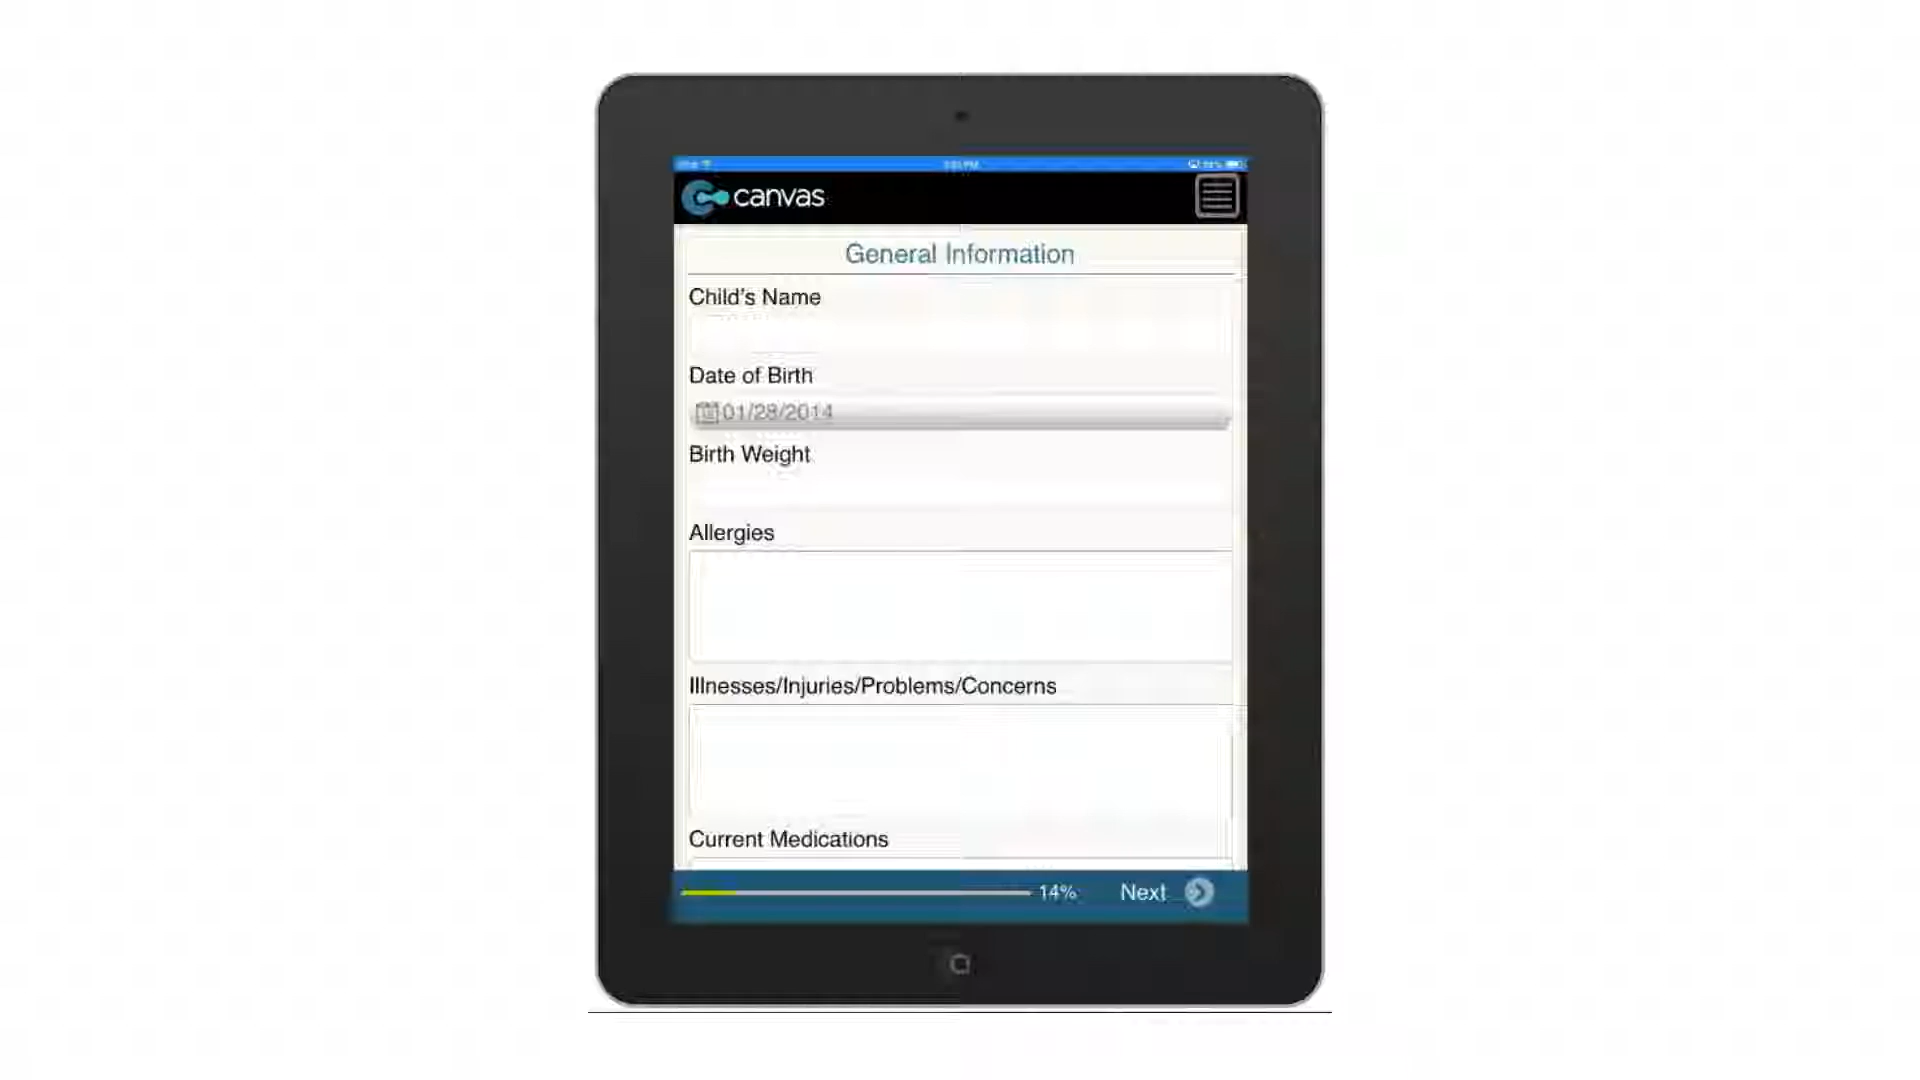 canvas
General Information
Child's Name
Date of Birth
01/28/2014
Birth Weight
Allergies
Illnesses/Injuries/Problems/Concerns
Current Medications
14% Next